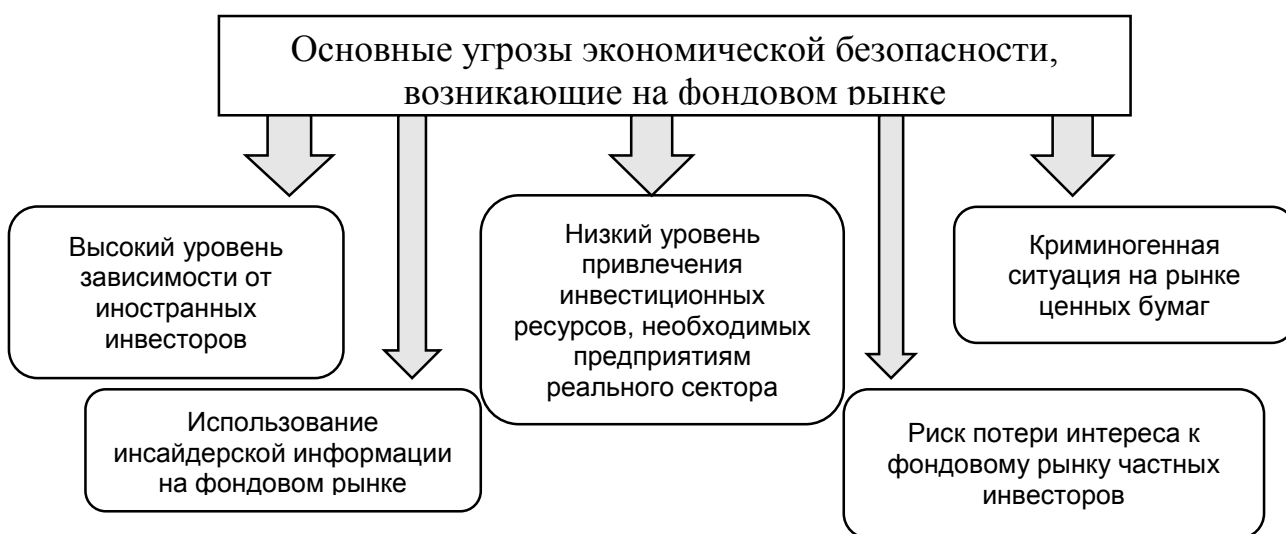 Основные угрозы экономической безопасности,
возникающие на фондовом рынке
Высокий уровень
зависимости от
иностранных
инвесторов
Использование
инсайдерской информации
на фондовом рынке
Низкий уровень
привлечения
инвестиционных
ресурсов, необходимых
предприятиям
реального сектора
Риск потери интереса к
фондовому рынку частных
инвесторов
Криминогенная
ситуация на рынке
ценных бумаг